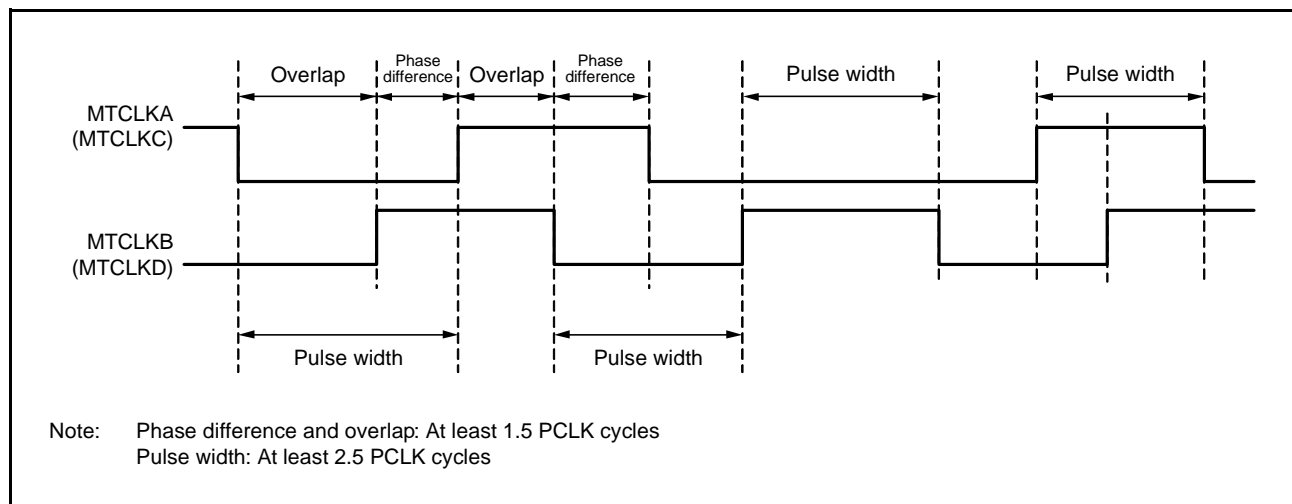 Overlap
Phase
difference
Overlap
Phase
difference
Pulse width
Pulse width
MTCLKA
(MTCLKC)
MTCLKB
(MTCLKD)
Pulse width
Pulse width
Note: Phase difference and overlap: At least 1.5 PCLK cycles
Pulse width: At least 2.5 PCLK cycles